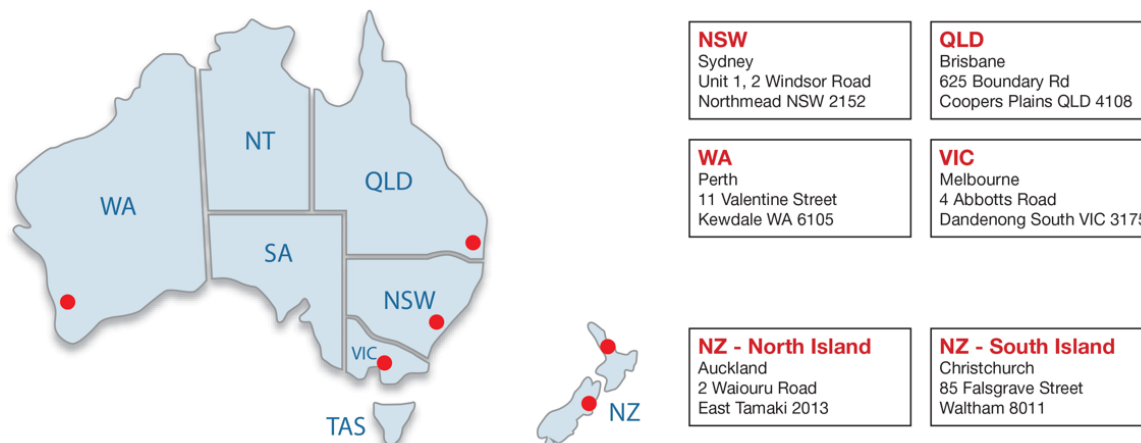 NT
QLD
WA
SA
NSW
VIC
TAS
NZ
NSW
Sydney
Unit 1, 2 Windsor Road
Northmead NSW 2152
QLD
Brisbane
625 Boundary Rd
Coopers Plains QLD 4108
WA
Perth
11 Valentine Street
Kewdale WA 6105
VIC
Melbourne
4 Abbotts Road
Dandenong South VIC 3175
NZ - North Island
Auckland
2 Waiouru Road
East Tamaki 2013
NZ - South Island
Christchurch
85 Falsgrave Street
Waltham 8011